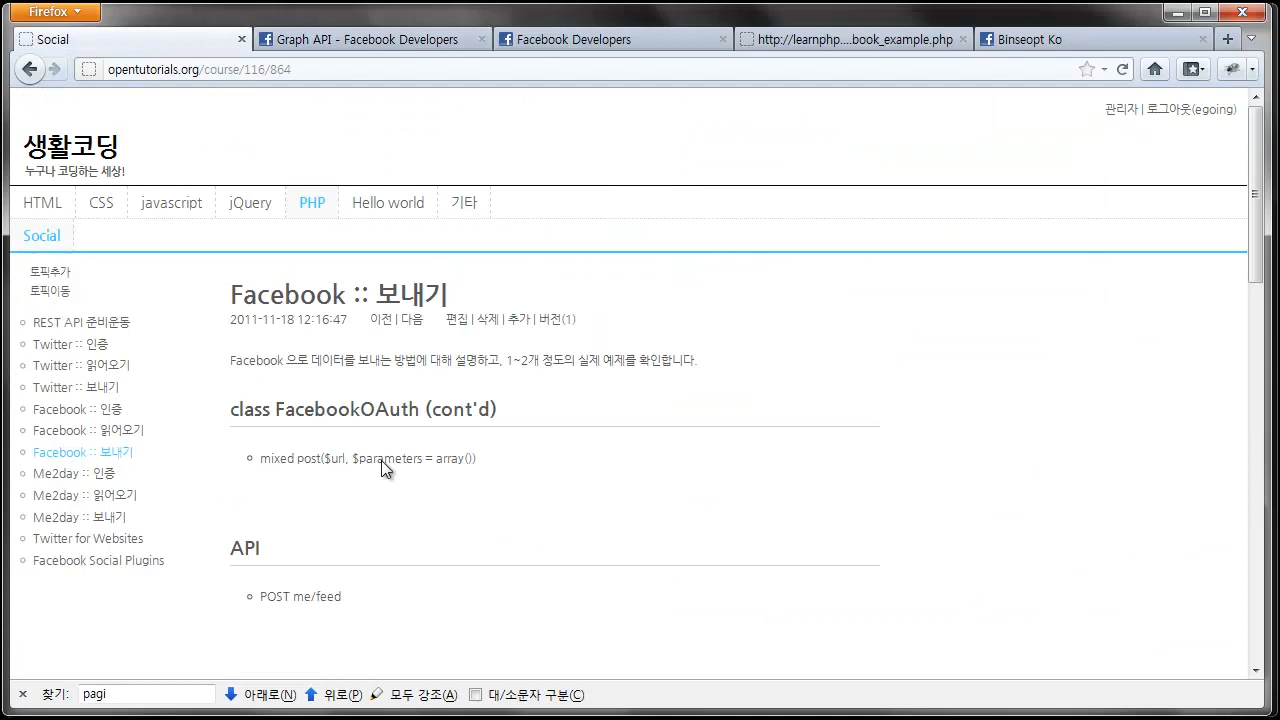 Firefox
Social
Graph API - Facebook Developers
Facebook Developers
http://learnphp....book_example.php
Binseopt Ko
opentutorials.org/course/116/864
관리자 | 로그아웃(egoing)
생활코딩
누구나 코딩하는 세상!
HTML CSS javascript jQuery PHP Hello world 기타
Social
토픽추가
토픽이동
REST API 준비운동
Twitter :: 인증
Twitter :: 읽어오기
Twitter :: 보내기
Facebook :: 인증
Facebook :: 읽어오기
Facebook :: 보내기
Me2day :: 인증
Me2day :: 읽어오기
Me2day :: 보내기
Twitter for Websites
Facebook Social Plugins
Facebook :: 보내기
2011-11-18 12:16:47 이전 | 다음 편집 | 삭제 | 추가 | 버전(1)
Facebook 으로 데이터를 보내는 방법에 대해 설명하고, 1~2개 정도의 실제 예제를 확인합니다.
class FacebookOAuth (cont'd)
mixed post($url, $parameters = array())
API
POST me/feed
찾기: pagi 아래로(N) 위로(P) 모두 강조(A) 대/소문자 구분(C)